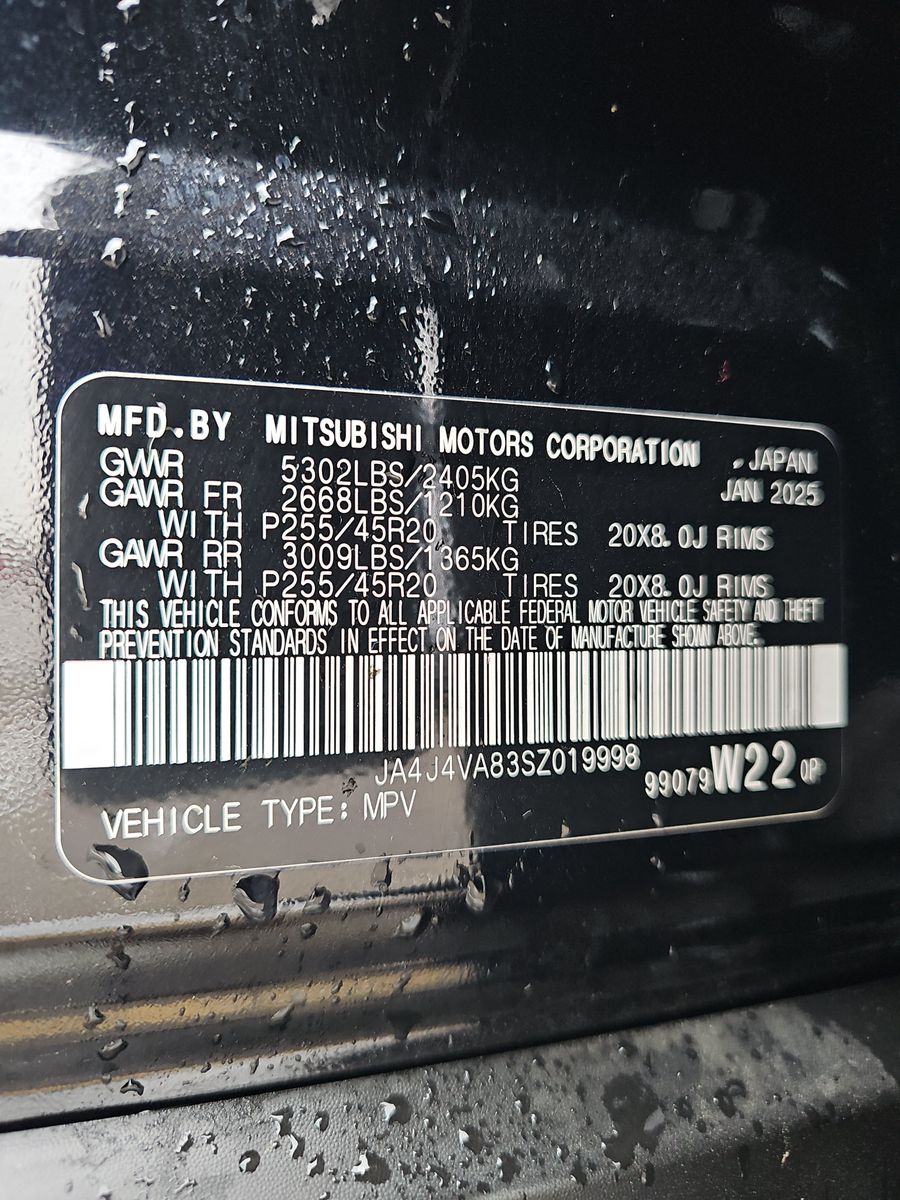 MFD.BY MITSUBISHI MOTORS CORPORATION , JAPAN
GVWR 5302LBS/2405KG JAN 2025
GAWR FR 2668LBS/1210KG
WITH P255/45R20 TIRES 20X8.0J RIMS
GAWR RR 3009LBS/1365KG
WITH P255/45R20 TIRES 20X8.0J RIMS
THIS VEHICLE CONFORMS TO ALL APPLICABLE FEDERAL MOTOR VEHICLE SAFETY AND THEFT
PREVENTION STANDARDS IN EFFECT ON THE DATE OF MANUFACTURE SHOWN ABOVE.
JA4J4VA83SZ019998
99079 W22 0P
VEHICLE TYPE: MPV